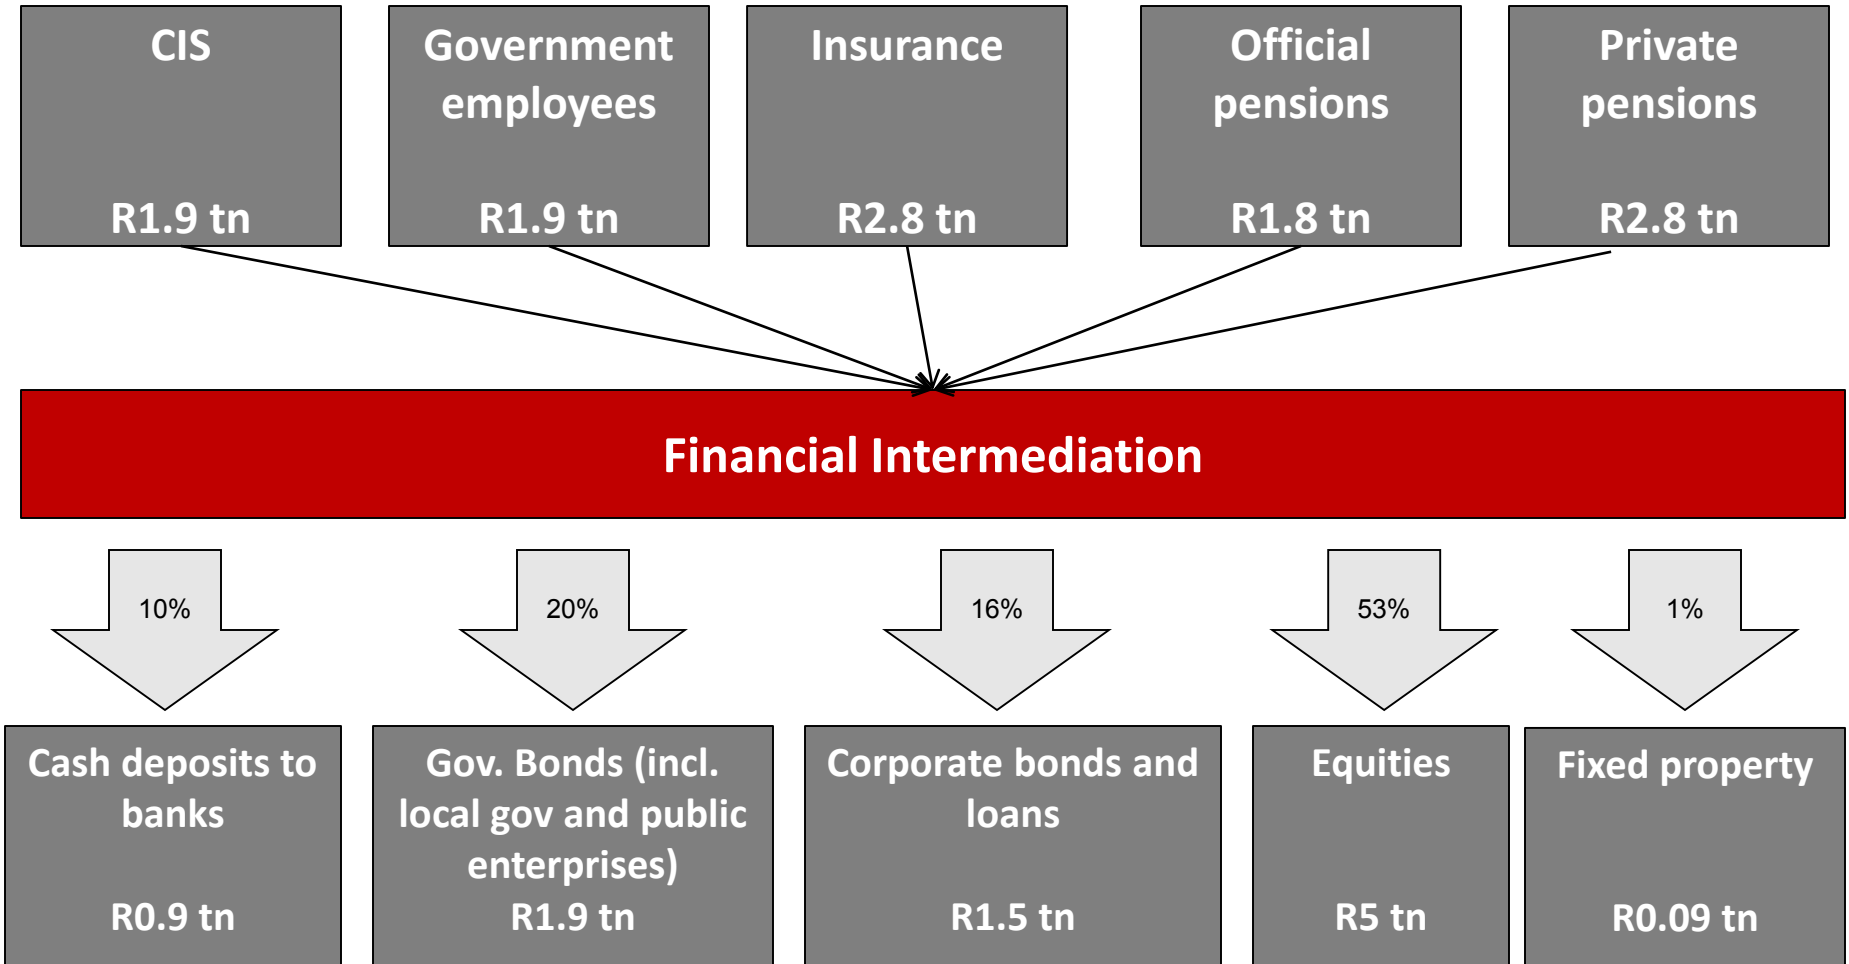 CIS
R1.9 tn
Government
employees
R1.9 tn
Insurance
R2.8 tn
Official
pensions
R1.8 tn
Private
pensions
R2.8 tn
Financial Intermediation
10%
20%
16%
53%
1%
Cash deposits to
banks
R0.9 tn
Gov. Bonds (incl.
local gov and public
enterprises)
R1.9 tn
Corporate bonds and
loans
R1.5 tn
Equities
R5 tn
Fixed property
R0.09 tn